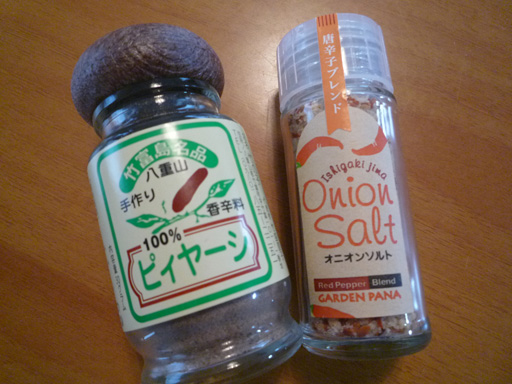 竹富島名品
八重山
手作り
香辛料
100%
ピィヤーシ
唐辛子ブレンド
Ishigaki jima
Onion
Salt
オニオンソルト
Red Pepper Blend
GARDEN PANA